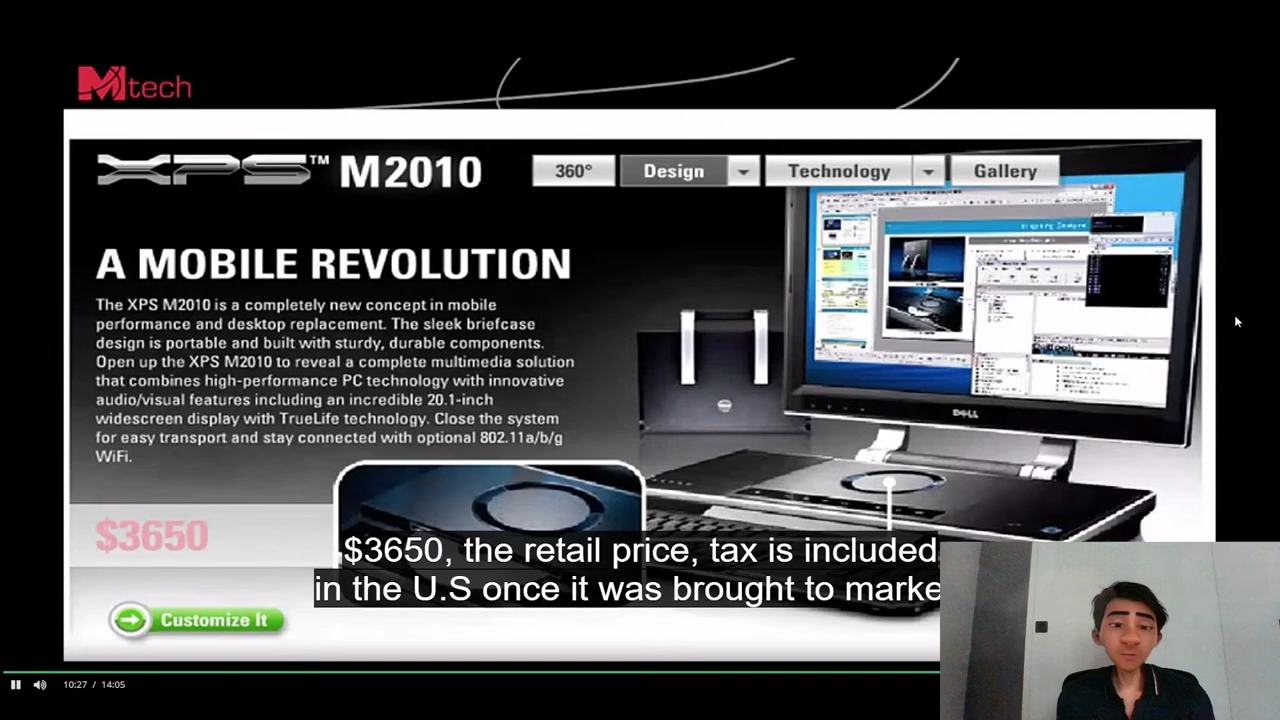 Mtech
XPS™ M2010
360°
Design
Technology
Gallery
A MOBILE REVOLUTION
The XPS M2010 is a completely new concept in mobile
performance and desktop replacement. The sleek briefcase
design is portable and built with sturdy, durable components.
Open up the XPS M2010 to reveal a complete multimedia solution
that combines high-performance PC technology with innovative
audio/visual features including an incredible 20.1-inch
widescreen display with TrueLife technology. Close the system
for easy transport and stay connected with optional 802.11a/b/g
WiFi.
DELL
$3650
$3650, the retail price, tax is included
in the U.S once it was brought to marke
Customize It
10:27 / 14:05